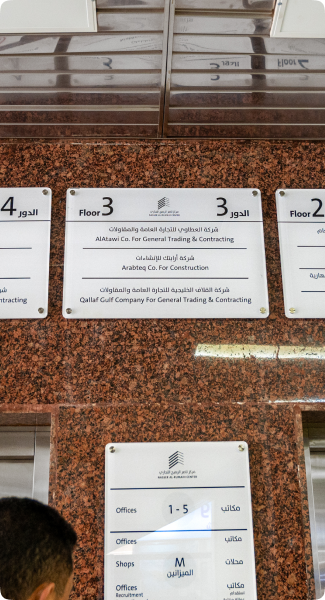 الدور 4
Floor 3
3 الدور
شركة العطاوي للتجارة العامة والمقاولات
AlAtawi Co. For General Trading & Contracting
شركة أرابتك للإنشاءات
Arabteq Co. For Construction
شركة القلاف الخليجية للتجارة العامة والمقاولات
Qallaf Gulf Company For General Trading & Contracting
Floor 2
Offices 1 - 5 مكاتب
Offices مكاتب
Shops M محلات
الميزانين
Offices مكاتب
Recruitment